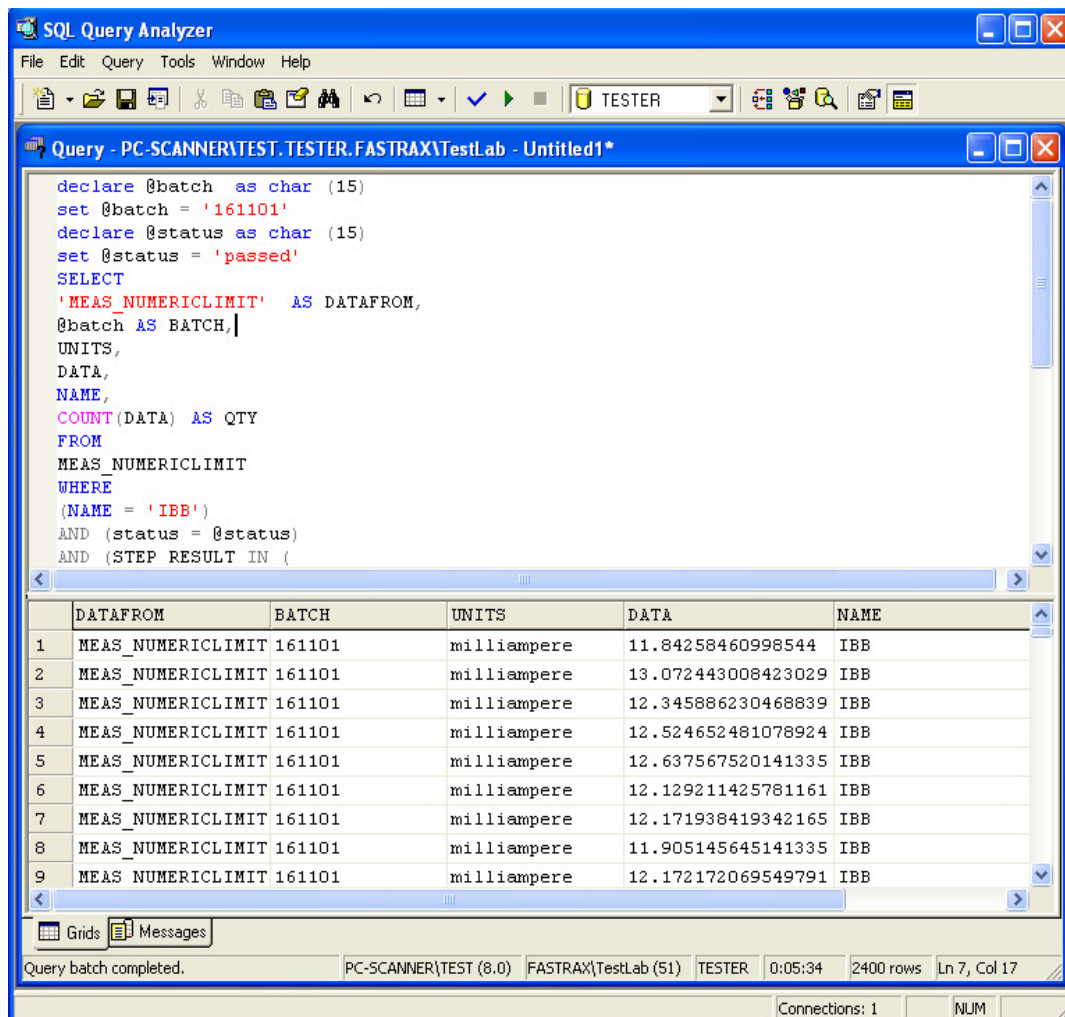 SQL Query Analyzer
File Edit Query Tools Window Help
TESTER
Query - PC-SCANNER\TEST.TESTER.FASTRAX\TestLab - Untitled1*
declare @batch as char (15)
set @batch = '161101'
declare @status as char (15)
set @status = 'passed'
SELECT
'MEAS_NUMERICLIMIT' AS DATAFROM,
@batch AS BATCH,
UNITS,
DATA,
NAME,
COUNT(DATA) AS QTY
FROM
MEAS_NUMERICLIMIT
WHERE
(NAME = 'IBB')
AND (status = @status)
AND (STEP RESULT IN (
DATAFROM BATCH UNITS DATA NAME
1 MEAS_NUMERICLIMIT 161101 milliampere 11.84258460998544 IBB
2 MEAS_NUMERICLIMIT 161101 milliampere 13.072443008423029 IBB
3 MEAS_NUMERICLIMIT 161101 milliampere 12.345886230468839 IBB
4 MEAS_NUMERICLIMIT 161101 milliampere 12.524652481078924 IBB
5 MEAS_NUMERICLIMIT 161101 milliampere 12.637567520141335 IBB
6 MEAS_NUMERICLIMIT 161101 milliampere 12.129211425781161 IBB
7 MEAS_NUMERICLIMIT 161101 milliampere 12.171938419342165 IBB
8 MEAS_NUMERICLIMIT 161101 milliampere 11.905145645141335 IBB
9 MEAS NUMERICLIMIT 161101 milliampere 12.172172069549791 IBB
Grids Messages
Query batch completed. PC-SCANNER\TEST (8.0) FASTRAX\TestLab (51) TESTER 0:05:34 2400 rows Ln 7, Col 17
Connections: 1 NUM